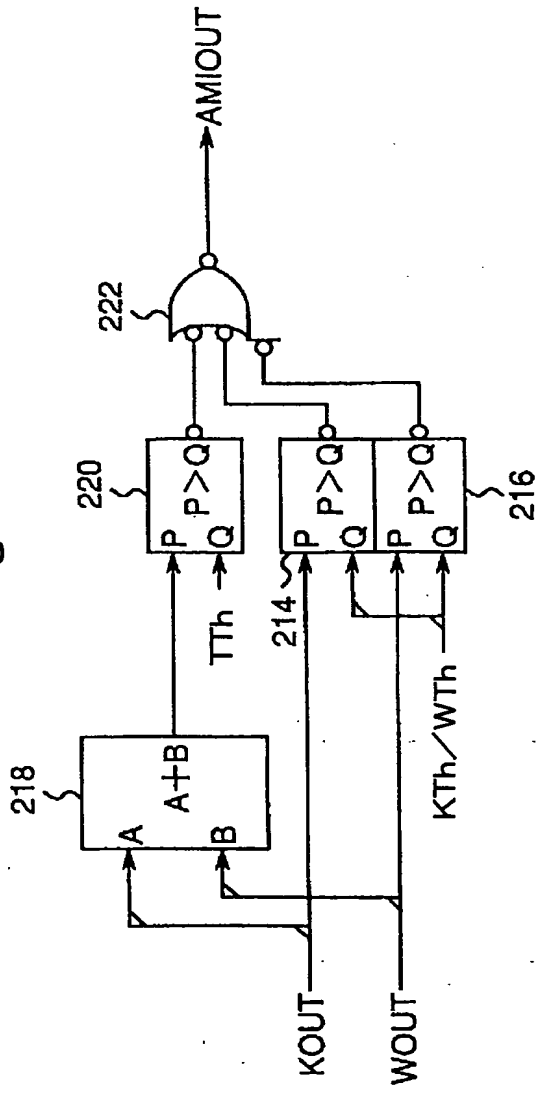 218
A
A+B
B
220
P
P>Q
Q
TTh
222
AMIOUT
214
P
P>Q
Q
P
P>Q
Q
216
KTh/WTh
KOUT
WOUT